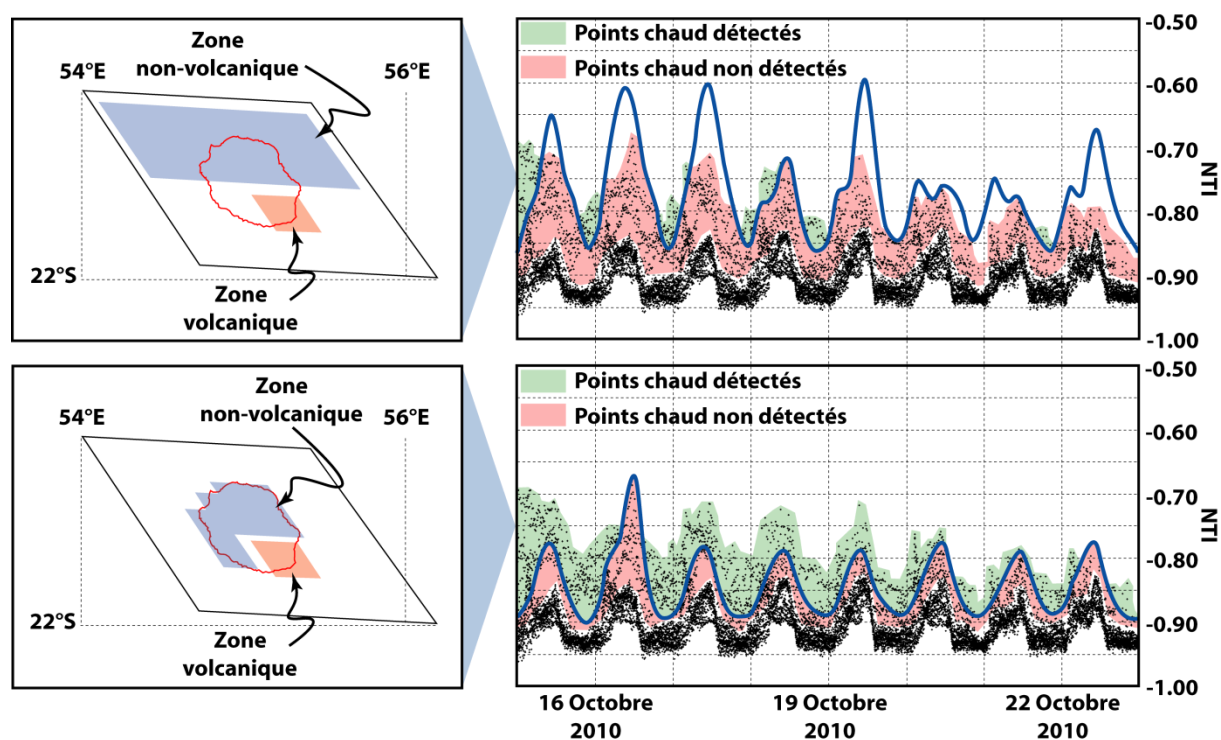 Zone
non-volcanique
54°E
56°E
22°S
Zone
volcanique
Points chaud détectés
Points chaud non détectés
-0.50
-0.60
-0.70
-0.80
-0.90
-1.00
NTI
Zone
non-volcanique
54°E
56°E
22°S
Zone
volcanique
Points chaud détectés
Points chaud non détectés
-0.50
-0.60
-0.70
-0.80
-0.90
-1.00
NTI
16 Octobre
2010
19 Octobre
2010
22 Octobre
2010